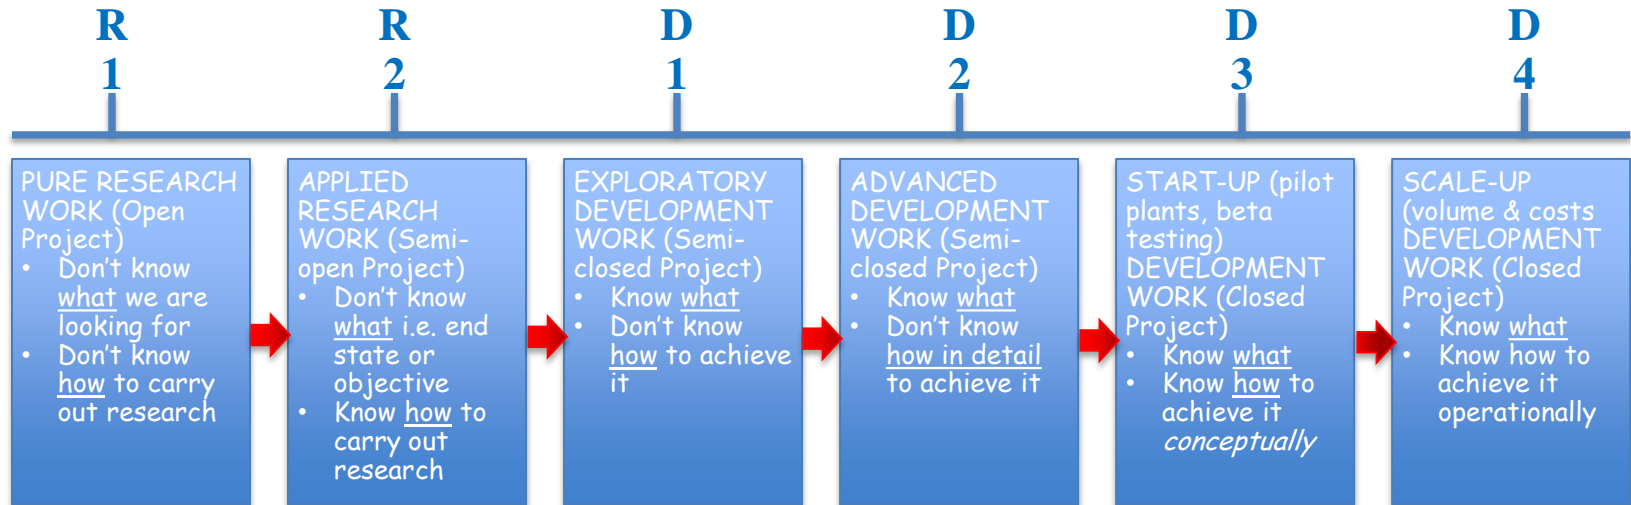 R
1
R
2
D
1
D
2
D
3
D
4
PURE RESEARCH
WORK (Open
Project)
• Don't know
what we are
looking for
• Don't know
how to carry
out research
APPLIED
RESEARCH
WORK (Semi-
open Project)
• Don't know
what i.e. end
state or
objective
• Know how to
carry out
research
EXPLORATORY
DEVELOPMENT
WORK (Semi-
closed Project)
• Know what
• Don't know
how to achieve
it
ADVANCED
DEVELOPMENT
WORK (Semi-
closed Project)
• Know what
• Don't know
how in detail
to achieve it
START-UP (pilot
plants, beta
testing)
DEVELOPMENT
WORK (Closed
Project)
• Know what
• Know how to
achieve it
conceptually
SCALE-UP
(volume & costs
DEVELOPMENT
WORK (Closed
Project)
• Know what
• Know how to
achieve it
operationally